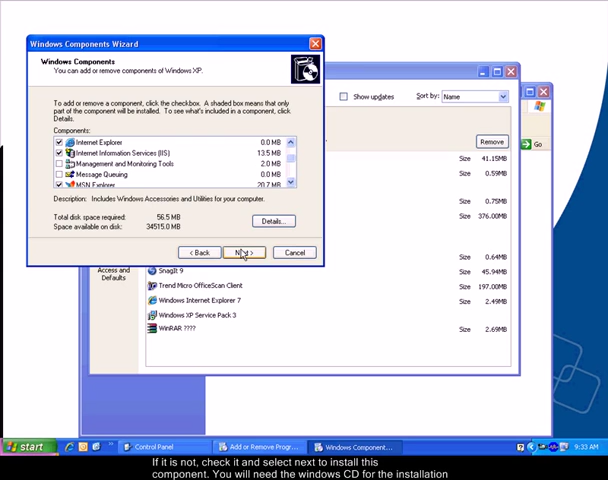 Windows Components Wizard
Windows Components
You can add or remove components of Windows XP.
To add or remove a component, click the checkbox. A shaded box means that only
part of the component will be installed. To see what's included in a component, click
Details.
Components:
Internet Explorer 0.0 MB
Internet Information Services (IIS) 13.5 MB
Management and Monitoring Tools 2.0 MB
Message Queuing 0.0 MB
MSN Explorer 20.7 MB
Description: Includes Windows Accessories and Utilities for your computer.
Total disk space required: 56.5 MB
Space available on disk: 34515.0 MB
Details...
< Back
Next >
Cancel
Show updates
Sort by: Name
Go
Remove
Size 41.15MB
Size 0.59MB
Size 0.75MB
Size 376.00MB
Size 0.64MB
Access and
Defaults
SnagIt 9 Size 45.94MB
Trend Micro OfficeScan Client Size 197.00MB
Windows Internet Explorer 7 Size 2.49MB
Windows XP Service Pack 3
WinRAR ???? Size 2.69MB
start
Control Panel
Add or Remove Progr...
Windows Component...
9:33 AM
If it is not, check it and select next to install this
component. You will need the windows CD for the installation